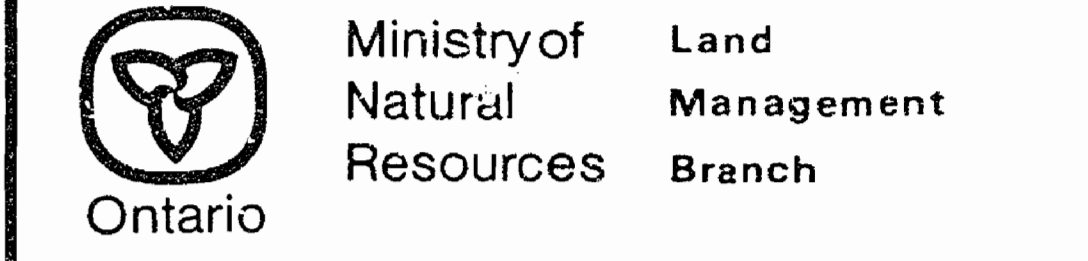 Ministry of
Natural
Resources
Land
Management
Branch
Ontario